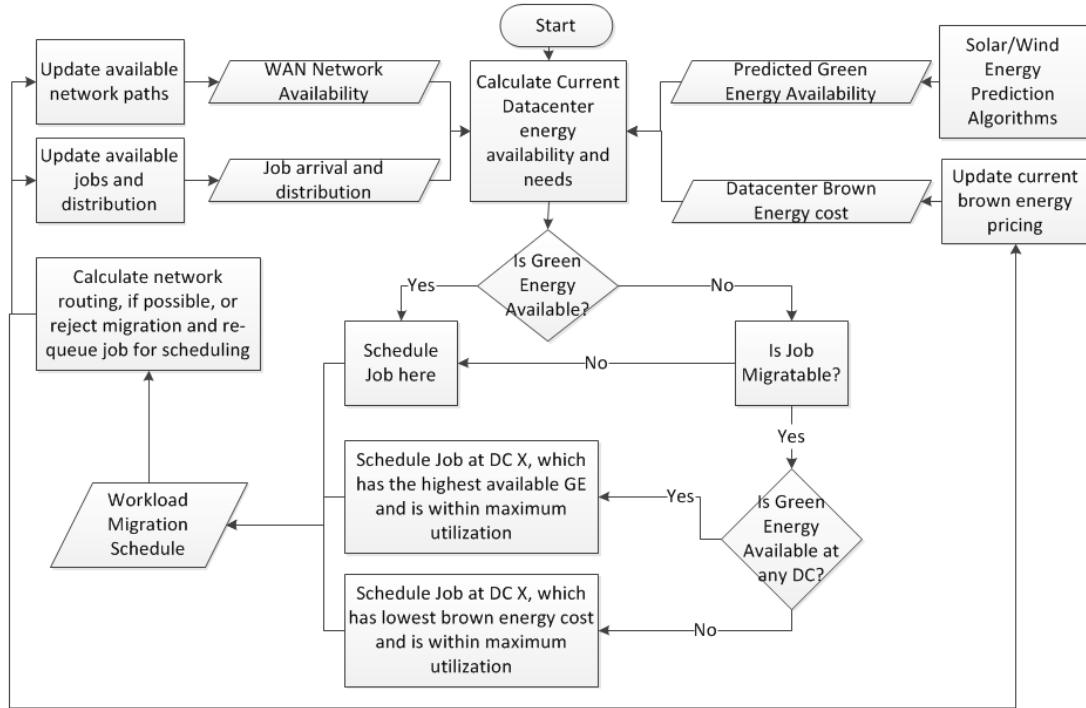 Start
Update available
network paths
WAN Network
Availability
Calculate Current
Datacenter
energy
availability and
needs
Predicted Green
Energy Availability
Solar/Wind
Energy
Prediction
Algorithms
Update available
jobs and
distribution
Job arrival and
distribution
Datacenter Brown
Energy cost
Update current
brown energy
pricing
Calculate network
routing, if possible, or
reject migration and re-
queue job for scheduling
Is Green
Energy
Available?
Yes
No
Schedule
Job here
No
Is Job
Migratable?
Yes
Schedule Job at DC X, which
has the highest available GE
and is within maximum
utilization
Yes
Is Green
Energy
Available at
any DC?
Workload
Migration
Schedule
Schedule Job at DC X, which
has lowest brown energy cost
and is within maximum
utilization
No